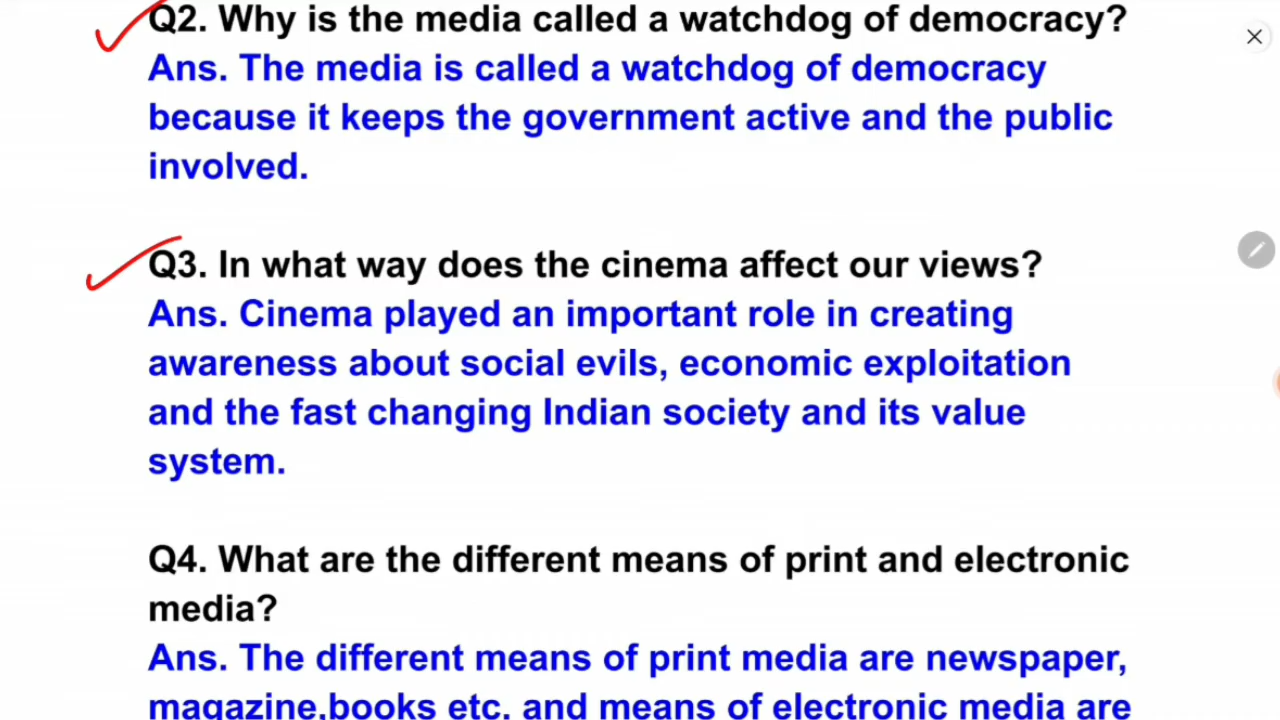 Q2. Why is the media called a watchdog of democracy?
Ans. The media is called a watchdog of democracy
because it keeps the government active and the public
involved.
Q3. In what way does the cinema affect our views?
Ans. Cinema played an important role in creating
awareness about social evils, economic exploitation
and the fast changing Indian society and its value
system.
Q4. What are the different means of print and electronic
media?
Ans. The different means of print media are newspaper,
magazine,books etc. and means of electronic media are